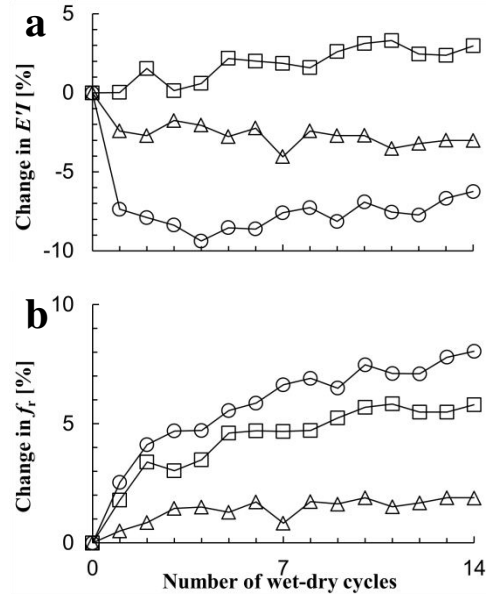 a
5
0
-5
-10
Change in E'I [%]
b
10
5
0
Change in fr [%]
0
7
14
Number of wet-dry cycles